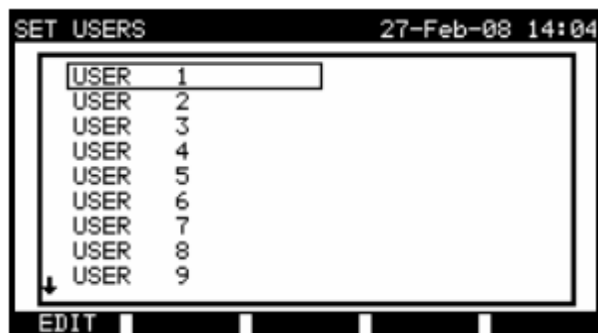 SET USERS 27-Feb-08 14:04
USER 1
USER 2
USER 3
USER 4
USER 5
USER 6
USER 7
USER 8
USER 9
EDIT